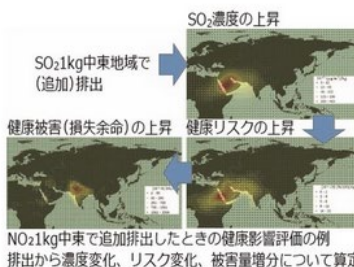 SO₂濃度の上昇
SO₂1kg中東地域で
(追加)排出
健康被害(損失余命)の上昇
健康リスクの上昇
NO₂1kg中東で追加排出したときの健康影響評価の例
排出から濃度変化、リスク変化、被害量増分について算定